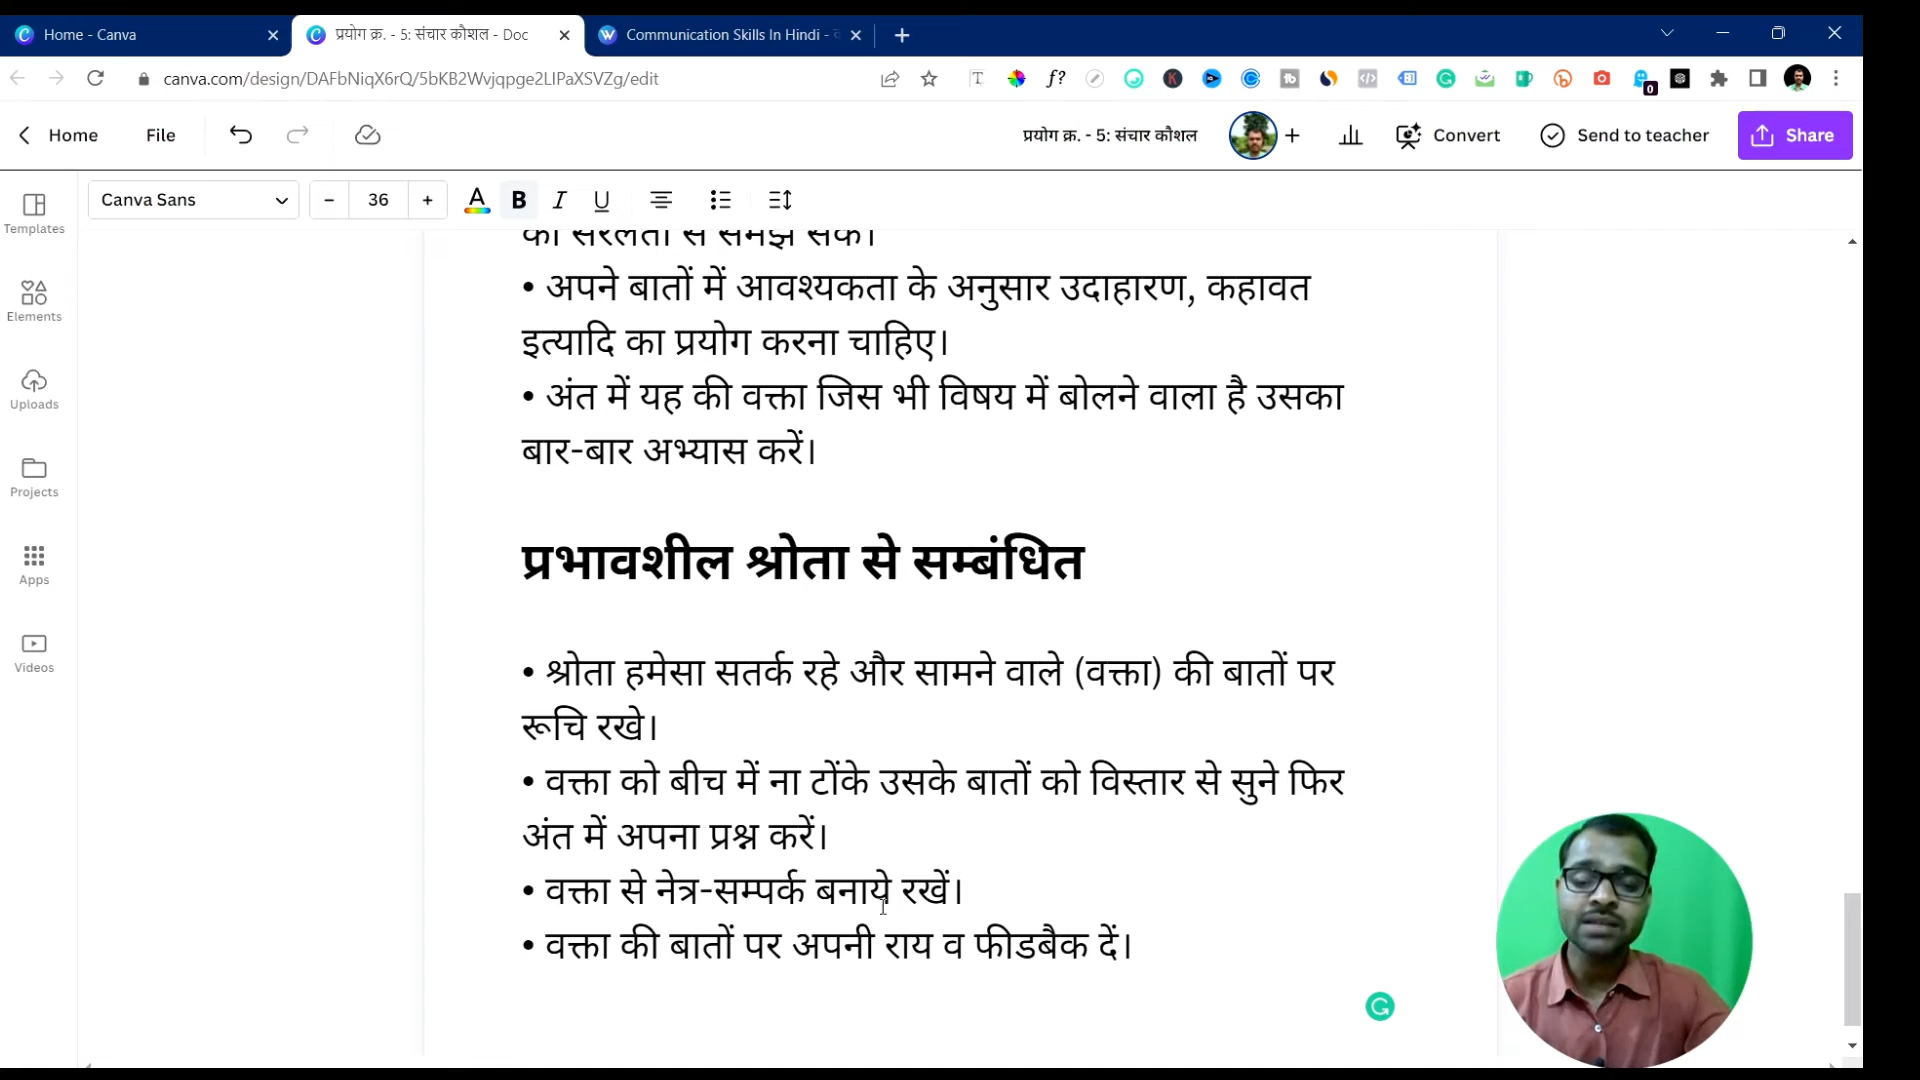 Home - Canva
प्रयोग क्र. - 5: संचार कौशल - Doc
Communication Skills In Hindi -
canva.com/design/DAFbNiqX6rQ/5bKB2Wvjqpge2LIPaXSVZg/edit
Home
File
प्रयोग क्र. - 5: संचार कौशल
Convert
Send to teacher
Share
Canva Sans
36
Templates
Elements
Uploads
Projects
Apps
Videos
को सरलता से समझ सके।
• अपने बातों में आवश्यकता के अनुसार उदाहारण, कहावत
इत्यादि का प्रयोग करना चाहिए।
• अंत में यह की वक्ता जिस भी विषय में बोलने वाला है उसका
बार-बार अभ्यास करें।
प्रभावशील श्रोता से सम्बंधित
• श्रोता हमेसा सतर्क रहे और सामने वाले (वक्ता) की बातों पर
रूचि रखे।
• वक्ता को बीच में ना टोंके उसके बातों को विस्तार से सुने फिर
अंत में अपना प्रश्न करें।
• वक्ता से नेत्र-सम्पर्क बनाये रखें।
• वक्ता की बातों पर अपनी राय व फीडबैक दें।